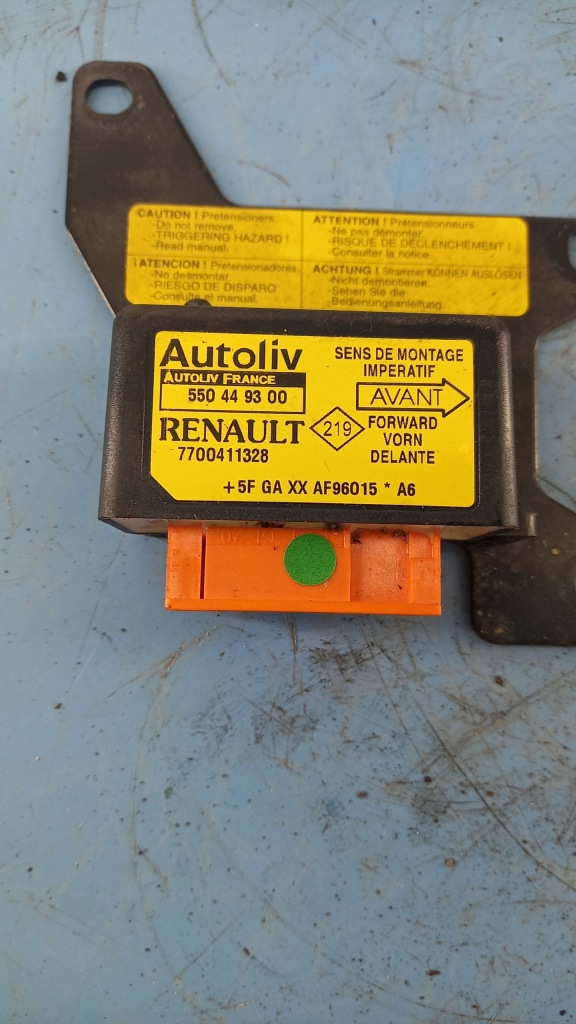 CAUTION ! Pretensioners.
-Do not remove.
-TRIGGERING HAZARD !
-Read manual.
ATTENTION ! Prétensionneurs
-Ne pas démonter.
-RISQUE DE DECLENCHEMENT !
-Consulter la notice.
¡ATENCION ! Pretensionadores.
-No desmontar.
-RIESGO DE DISPARO
-Consulte el manual.
ACHTUNG ! Strammer KÖNNEN AUSLÖSEN
-Nicht demontieren.
-Sehen Sie die
-Bedienungsanleitung.
Autoliv
AUTOLIV FRANCE
550 44 93 00
RENAULT
7700411328
SENS DE MONTAGE
IMPERATIF
AVANT
219
FORWARD
VORN
DELANTE
+5F GA XX AF96015 * A6